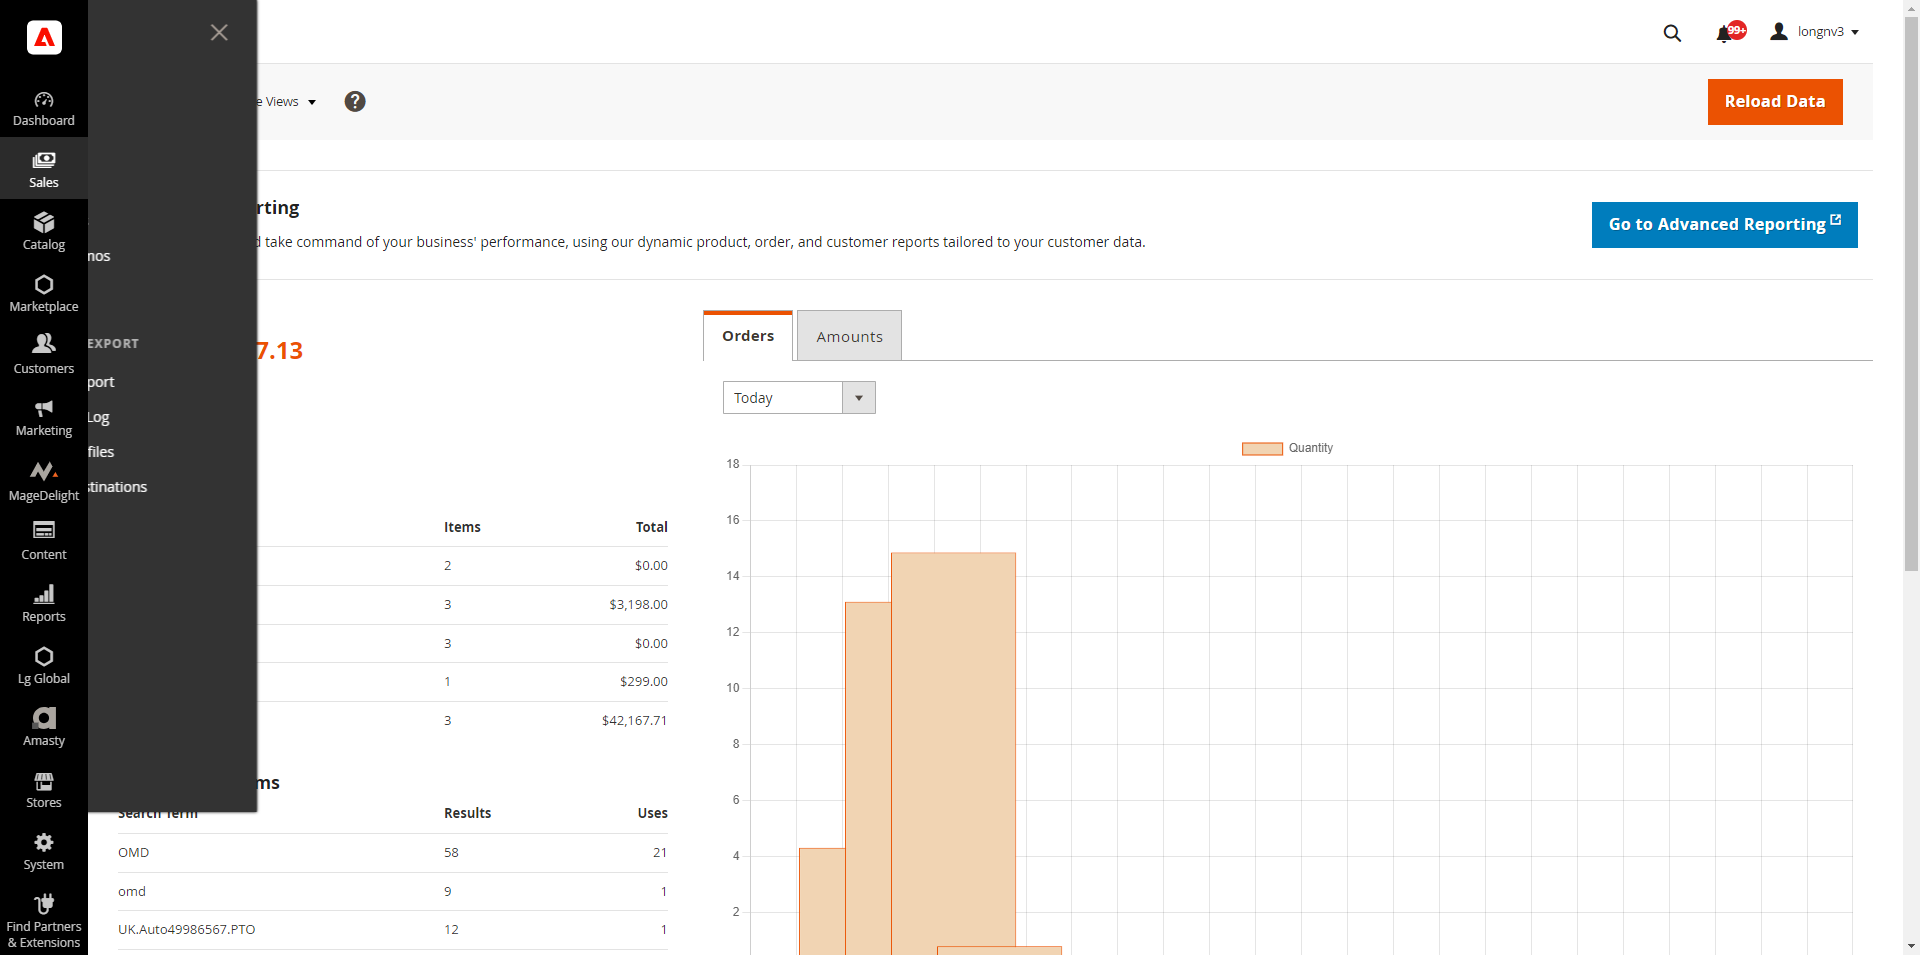 Dashboard
Sales
Catalog
Marketplace
Customers
Marketing
MageDelight
Content
Reports
Lg Global
Amasty
Stores
System
Find Partners
& Extensions
mos
EXPORT
port
Log
files
stinations
99+
longnv3
e Views
?
Reload Data
rting
d take command of your business' performance, using our dynamic product, order, and customer reports tailored to your customer data.
Go to Advanced Reporting
7.13
Items Total
2 $0.00
3 $3,198.00
3 $0.00
1 $299.00
3 $42,167.71
ms
Search Term Results Uses
OMD 58 21
omd 9 1
UK.Auto49986567.PTO 12 1
Orders
Amounts
Today
Quantity
18
16
14
12
10
8
6
4
2